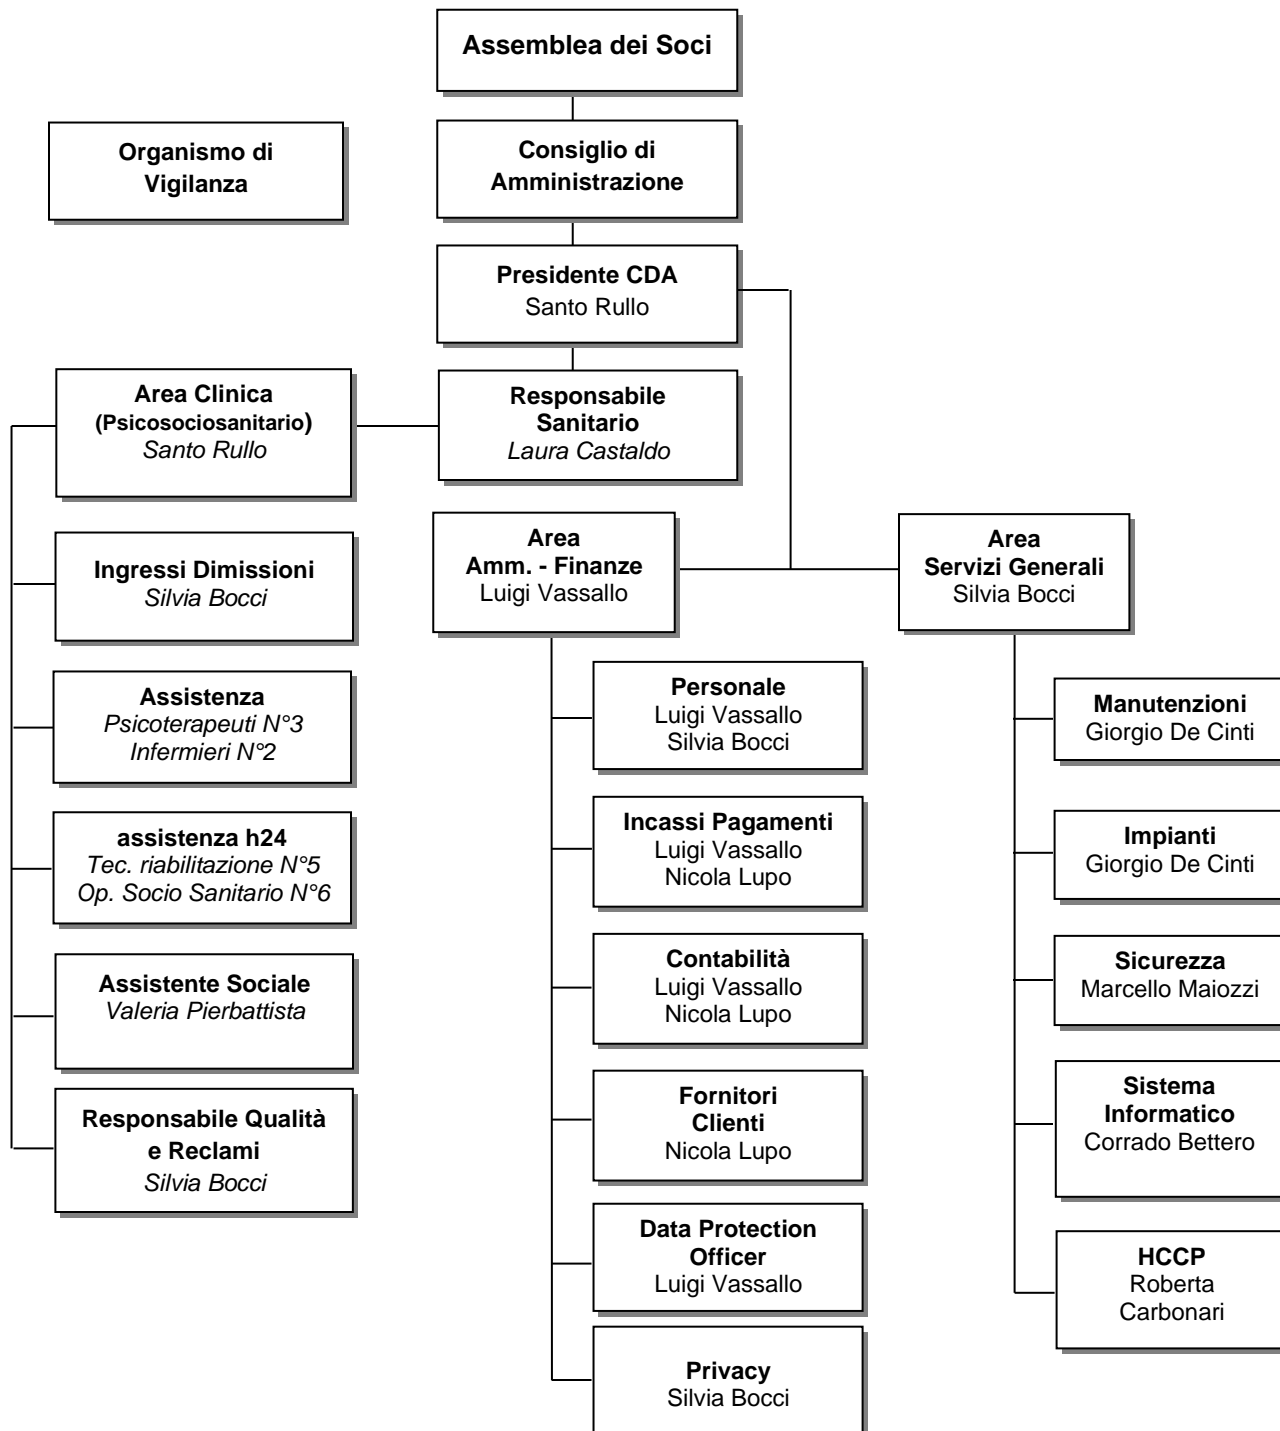 Assemblea dei Soci
Organismo di
Vigilanza
Consiglio di
Amministrazione
Presidente CDA
Santo Rullo
Area Clinica
(Psicosociosanitario)
Santo Rullo
Responsabile
Sanitario
Laura Castaldo
Ingressi Dimissioni
Silvia Bocci
Assistenza
Psicoterapeuti N°3
Infermieri N°2
assistenza h24
Tec. riabilitazione N°5
Op. Socio Sanitario N°6
Assistente Sociale
Valeria Pierbattista
Responsabile Qualità
e Reclami
Silvia Bocci
Area
Amm. - Finanze
Luigi Vassallo
Personale
Luigi Vassallo
Silvia Bocci
Incassi Pagamenti
Luigi Vassallo
Nicola Lupo
Contabilità
Luigi Vassallo
Nicola Lupo
Fornitori
Clienti
Nicola Lupo
Data Protection
Officer
Luigi Vassallo
Privacy
Silvia Bocci
Area
Servizi Generali
Silvia Bocci
Manutenzioni
Giorgio De Cinti
Impianti
Giorgio De Cinti
Sicurezza
Marcello Maiozzi
Sistema
Informatico
Corrado Bettero
HCCP
Roberta
Carbonari